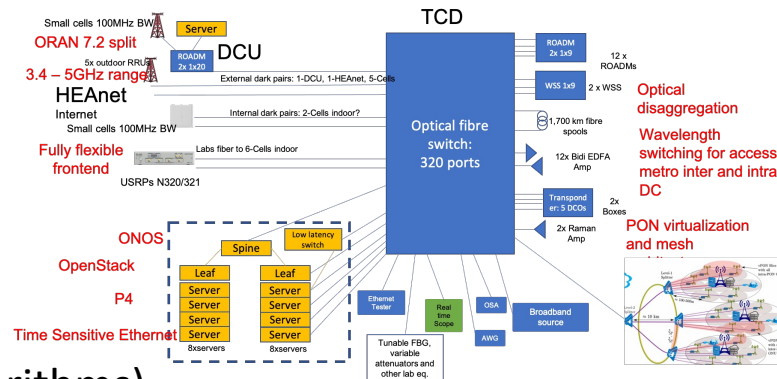 TCD
Small cells 100MHz BW
Server
ORAN 7.2 split
ROADM
2x 1x20
DCU
5x outdoor RRUs
3.4 – 5GHz range
External dark pairs: 1-DCU, 1-HEAnet, 5-Cells
HEAnet
Internet
Internal dark pairs: 2-Cells indoor?
Small cells 100MHz BW
Fully flexible
frontend
Labs fiber to 6-Cells indoor
USRPs N320/321
Optical fibre
switch:
320 ports
ROADM
2x 1x9
12 x
ROADMs
WSS 1x9
2 x WSS
1,700 km fibre
spools
12x Bidi EDFA
Amp
Transpond
er: 5 DCOs
2x
Boxes
2x Raman
Amp
Optical
disaggregation
Wavelength
switching for access
metro inter and intra
DC
PON virtualization
and mesh
ONOS
OpenStack
P4
Time Sensitive Ethernet
Spine
Low latency
switch
Leaf
Leaf
Server
Server
Server
Server
Server
Server
Server
Server
8xservers
8xservers
Ethernet
Tester
Real
time
Scope
OSA
AWG
Broadband
source
Tunable FBG,
variable
attenuators and
other lab eq.